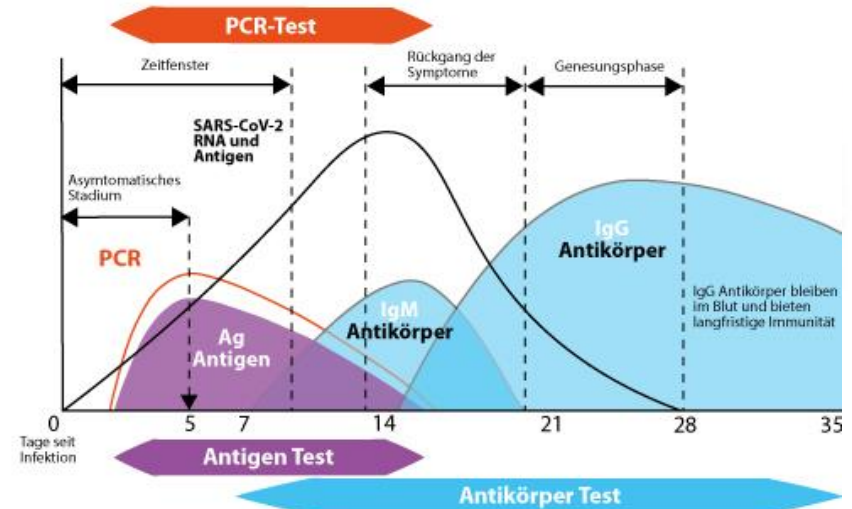 PCR-Test
Zeitfenster
Rückgang der
Symptome
Genesungsphase
SARS-CoV-2
RNA und
Antigen
Asymtomatisches
Stadium
PCR
Ag
Antigen
IgM
Antikörper
IgG
Antikörper
IgG Antikörper bleiben
im Blut und bieten
langfristige Immunität
0 5 7 14 21 28 35
Tage seit
Infektion
Antigen Test
Antikörper Test